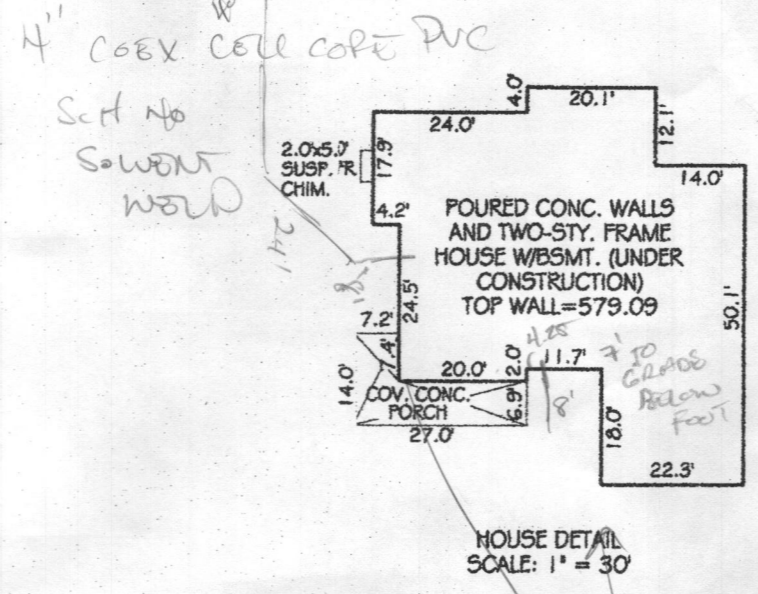 4" COEX CELL CORE PVC
SCH 40
SOLVENT
WELD
4.0'
20.1'
24.0'
12.1'
2.0'x5.0'
SUSP. FR.
CHIM.
17.9'
14.0'
4.2'
POURED CONC. WALLS
AND TWO-STY. FRAME
HOUSE W/BSMT. (UNDER
CONSTRUCTION)
TOP WALL=579.09
24'
8'
24.5'
50.1'
7.2'
7.4'
4.25
20.0'
2.0'
11.7'
7' TO
GRADE
BELOW
FOOT
14.0'
COV. CONC.
PORCH
6.9'
8'
27.0'
18.0'
22.3'
HOUSE DETAIL
SCALE: 1" = 30'